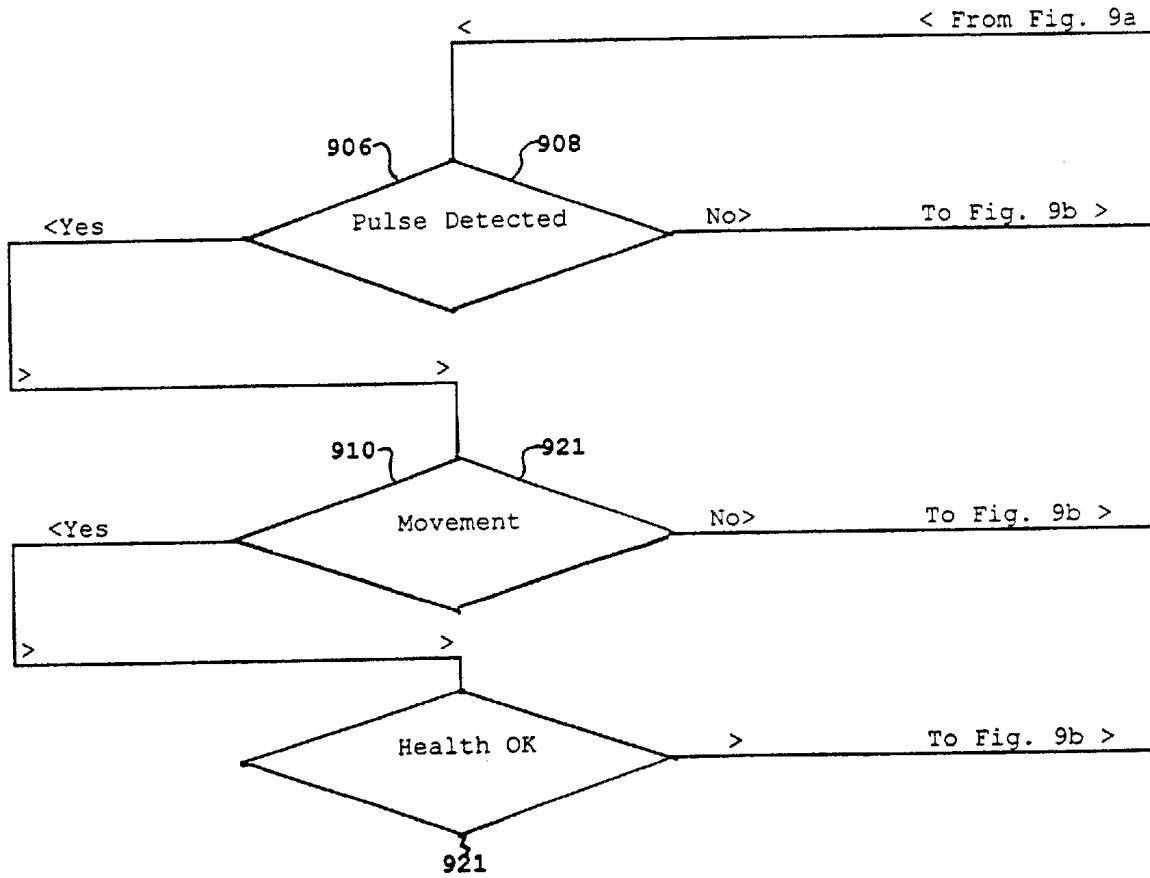 < From Fig. 9a
<
906 908
Pulse Detected
<Yes
No>
To Fig. 9b >
>
>
910 921
Movement
<Yes
No>
To Fig. 9b >
>
>
Health OK
>
To Fig. 9b >
921